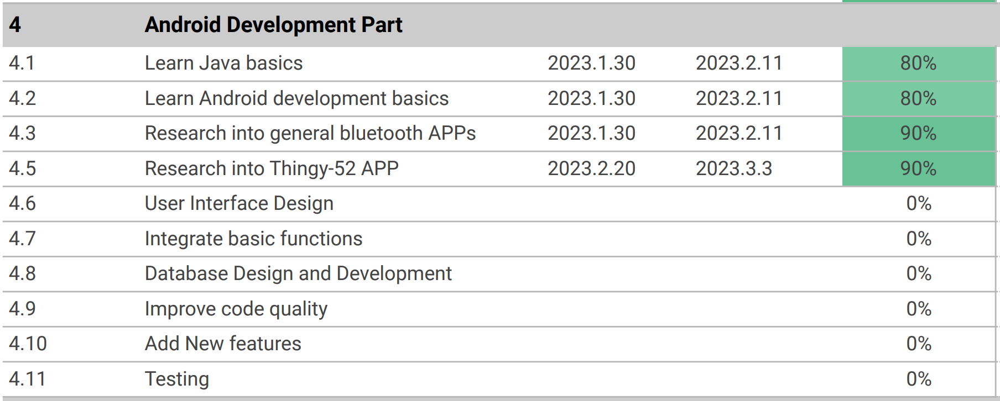 4 Android Development Part
4.1 Learn Java basics 2023.1.30 2023.2.11 80%
4.2 Learn Android development basics 2023.1.30 2023.2.11 80%
4.3 Research into general bluetooth APPs 2023.1.30 2023.2.11 90%
4.5 Research into Thingy-52 APP 2023.2.20 2023.3.3 90%
4.6 User Interface Design 0%
4.7 Integrate basic functions 0%
4.8 Database Design and Development 0%
4.9 Improve code quality 0%
4.10 Add New features 0%
4.11 Testing 0%